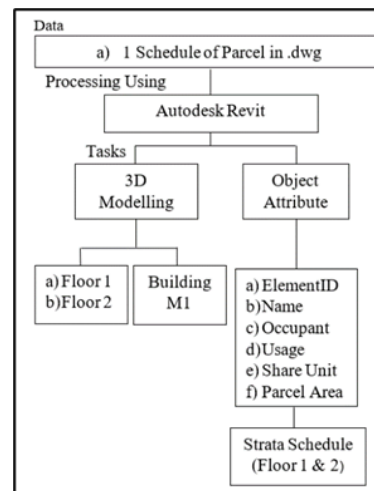 Data
a) 1 Schedule of Parcel in .dwg
Processing Using
Autodesk Revit
Tasks
3D
Modelling
Object
Attribute
a) Floor 1
b) Floor 2
Building
M1
a) ElementID
b) Name
c) Occupant
d) Usage
e) Share Unit
f) Parcel Area
Strata Schedule
(Floor 1 & 2)